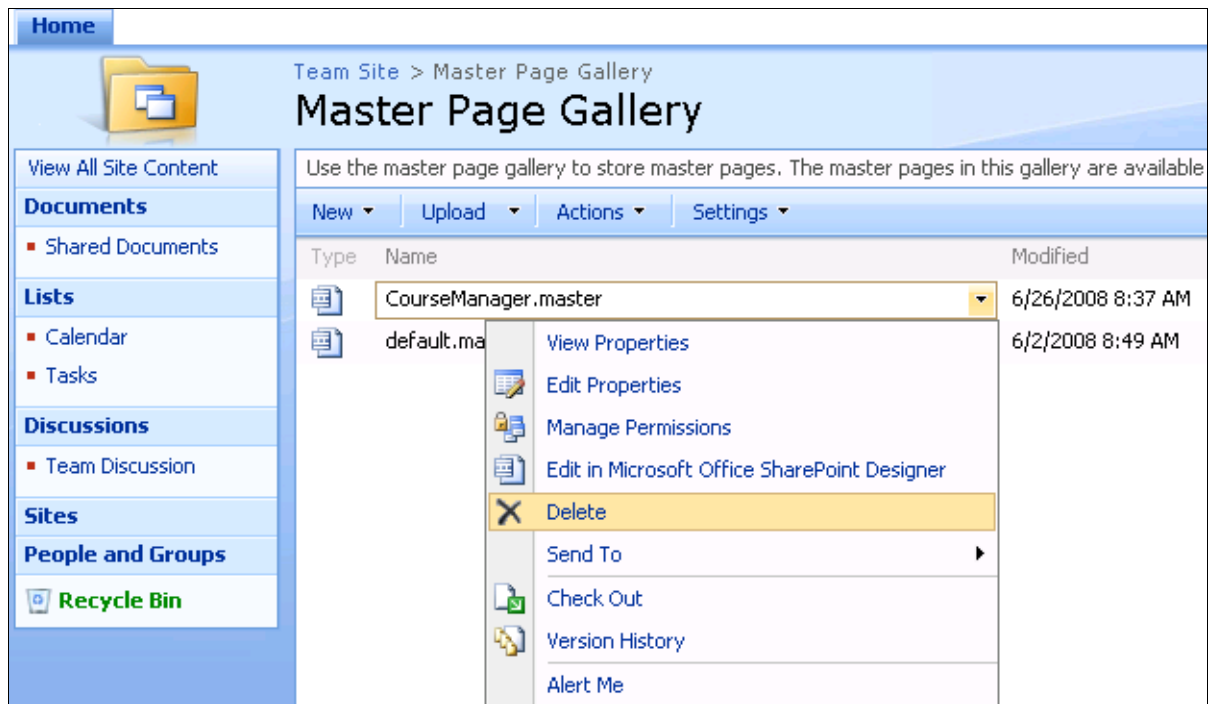 Home
Team Site > Master Page Gallery
Master Page Gallery
View All Site Content
Documents
Shared Documents
Lists
Calendar
Tasks
Discussions
Team Discussion
Sites
People and Groups
Recycle Bin
Use the master page gallery to store master pages. The master pages in this gallery are available
New Upload Actions Settings
Type Name Modified
CourseManager.master 6/26/2008 8:37 AM
default.ma 6/2/2008 8:49 AM
View Properties
Edit Properties
Manage Permissions
Edit in Microsoft Office SharePoint Designer
Delete
Send To
Check Out
Version History
Alert Me